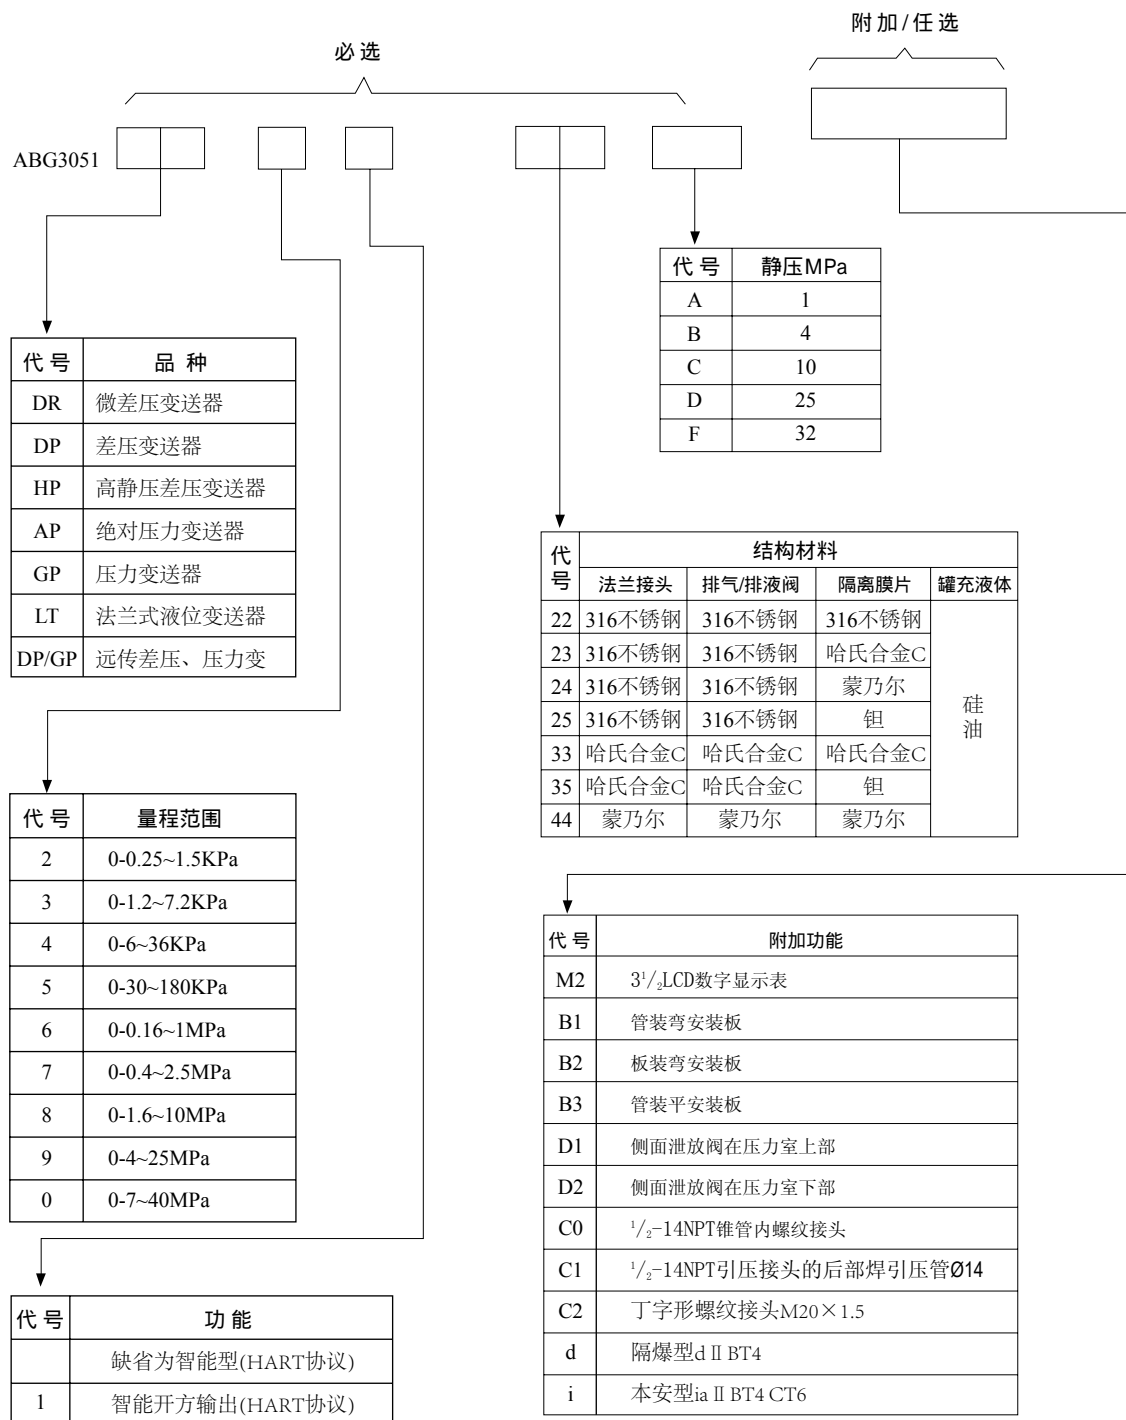 附加/任选
必选
ABG3051
代号 静压MPa
A 1
B 4
C 10
D 25
F 32
代号 品种
DR 微差压变送器
DP 差压变送器
HP 高静压差压变送器
AP 绝对压力变送器
GP 压力变送器
LT 法兰式液位变送器
DP/GP 远传差压、压力变
代号 结构材料
法兰接头 排气/排液阀 隔离膜片 罐充液体
22 316不锈钢 316不锈钢 316不锈钢
23 316不锈钢 316不锈钢 哈氏合金C
24 316不锈钢 316不锈钢 蒙乃尔
25 316不锈钢 316不锈钢 钽
33 哈氏合金C 哈氏合金C 哈氏合金C
35 哈氏合金C 哈氏合金C 钽
44 蒙乃尔 蒙乃尔 蒙乃尔
硅油
代号 量程范围
2 0-0.25~1.5KPa
3 0-1.2~7.2KPa
4 0-6~36KPa
5 0-30~180KPa
6 0-0.16~1MPa
7 0-0.4~2.5MPa
8 0-1.6~10MPa
9 0-4~25MPa
0 0-7~40MPa
代号 附加功能
M2 3¹/₂LCD数字显示表
B1 管装弯安装板
B2 板装弯安装板
B3 管装平安装板
D1 侧面泄放阀在压力室上部
D2 侧面泄放阀在压力室下部
C0 ¹/₂-14NPT锥管内螺纹接头
C1 ¹/₂-14NPT引压接头的后部焊引压管Ø14
C2 丁字形螺纹接头M20×1.5
d 隔爆型dⅡBT4
i 本安型iaⅡBT4 CT6
代号 功能
缺省为智能型(HART协议)
1 智能开方输出(HART协议)